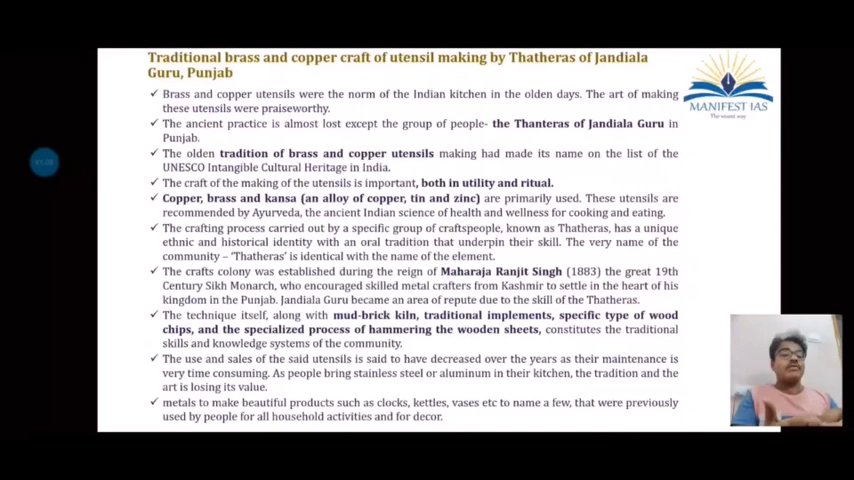 Traditional brass and copper craft of utensil making by Thatheras of Jandiala
Guru, Punjab
✓ Brass and copper utensils were the norm of the Indian kitchen in the olden days. The art of making
these utensils were praiseworthy.
✓ The ancient practice is almost lost except the group of people- the Thanteras of Jandiala Guru in
Punjab.
✓ The olden tradition of brass and copper utensils making had made its name on the list of the
UNESCO Intangible Cultural Heritage in India.
✓ The craft of the making of the utensils is important, both in utility and ritual.
✓ Copper, brass and kansa (an alloy of copper, tin and zinc) are primarily used. These utensils are
recommended by Ayurveda, the ancient Indian science of health and wellness for cooking and eating.
✓ The crafting process carried out by a specific group of craftspeople, known as Thatheras, has a unique
ethnic and historical identity with an oral tradition that underpin their skill. The very name of the
community – 'Thatheras' is identical with the name of the element.
✓ The crafts colony was established during the reign of Maharaja Ranjit Singh (1883) the great 19th
Century Sikh Monarch, who encouraged skilled metal crafters from Kashmir to settle in the heart of his
kingdom in the Punjab. Jandiala Guru became an area of repute due to the skill of the Thatheras.
✓ The technique itself, along with mud-brick kiln, traditional implements, specific type of wood
chips, and the specialized process of hammering the wooden sheets, constitutes the traditional
skills and knowledge systems of the community.
✓ The use and sales of the said utensils is said to have decreased over the years as their maintenance is
very time consuming. As people bring stainless steel or aluminum in their kitchen, the tradition and the
art is losing its value.
✓ metals to make beautiful products such as clocks, kettles, vases etc to name a few, that were previously
used by people for all household activities and for decor.
MANIFEST IAS